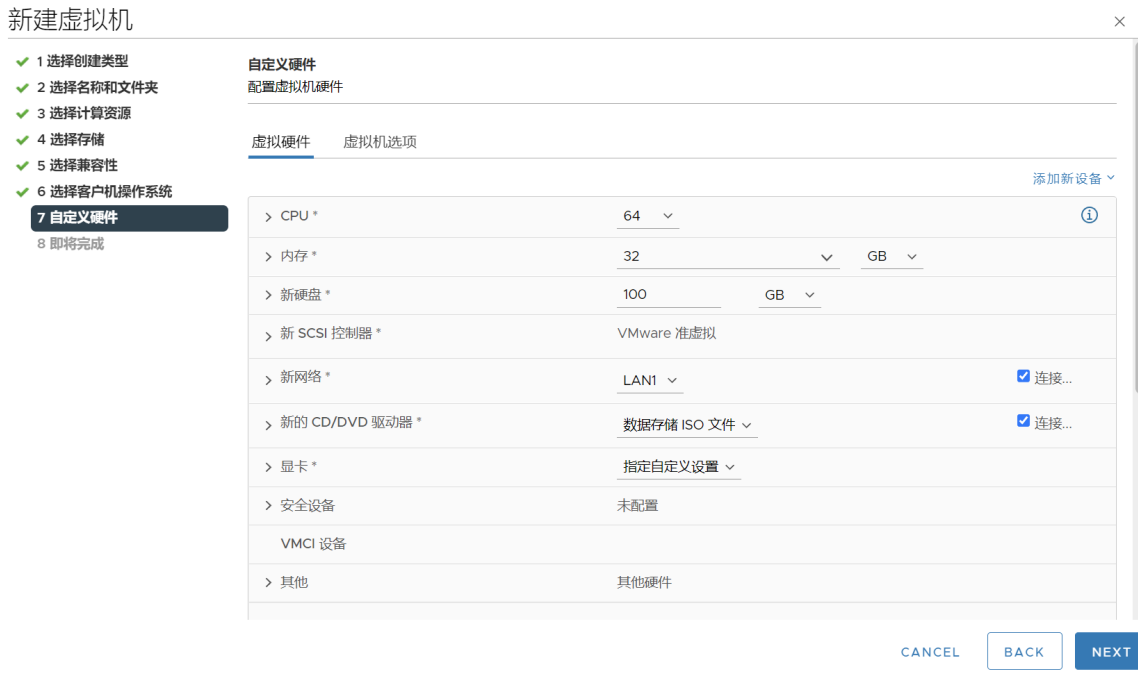 新建虚拟机
1 选择创建类型
2 选择名称和文件夹
3 选择计算资源
4 选择存储
5 选择兼容性
6 选择客户机操作系统
7 自定义硬件
8 即将完成
自定义硬件
配置虚拟机硬件
虚拟硬件 虚拟机选项
添加新设备
CPU * 64
内存 * 32 GB
新硬盘 * 100 GB
新 SCSI 控制器 * VMware 准虚拟
新网络 * LAN1 连接...
新的 CD/DVD 驱动器 * 数据存储 ISO 文件 连接...
显卡 * 指定自定义设置
安全设备 未配置
VMCI 设备
其他 其他硬件
CANCEL BACK NEXT